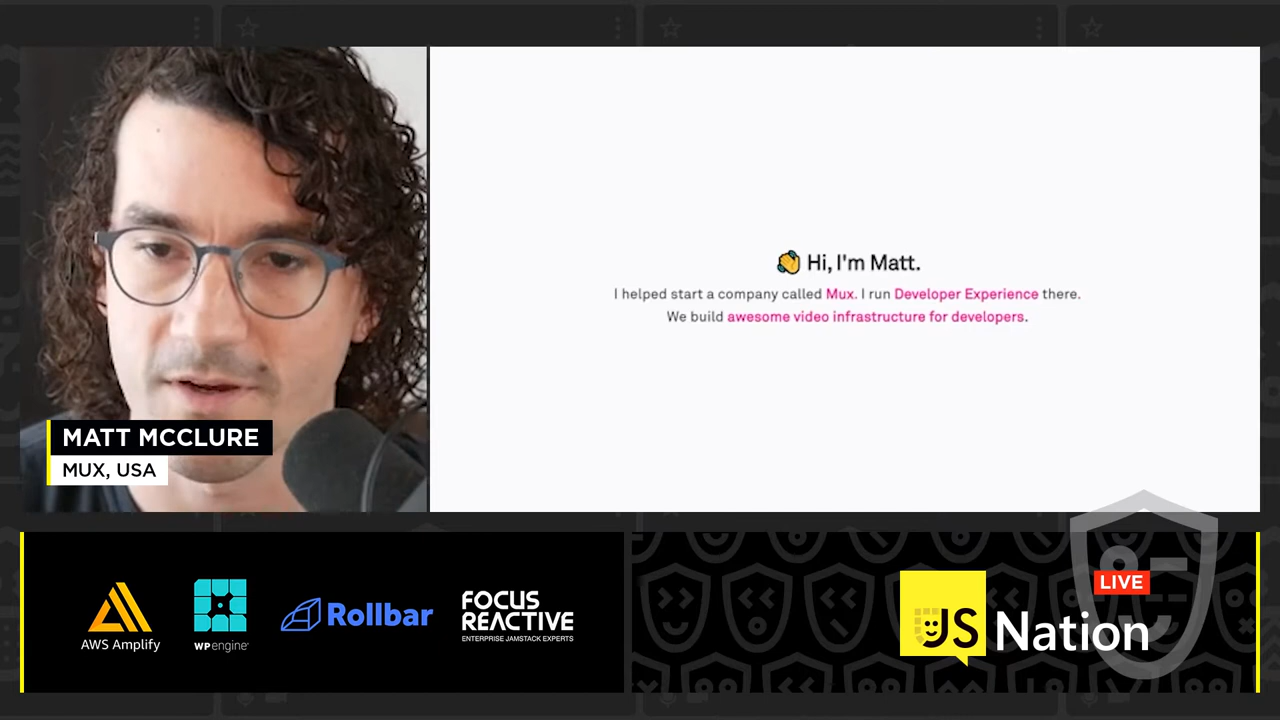 👋 Hi, I'm Matt.
I helped start a company called Mux. I run Developer Experience there.
We build awesome video infrastructure for developers.
MATT MCCLURE
MUX, USA
AWS Amplify
WP engine
Rollbar
FOCUS
REACTIVE
ENTERPRISE JAMSTACK EXPERTS
LIVE
JS Nation